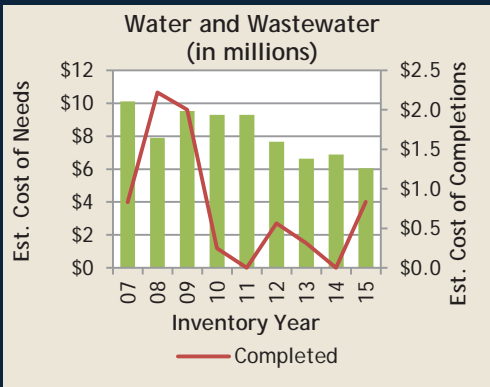 Water and Wastewater
(in millions)
Est. Cost of Needs
$12
$10
$8
$6
$4
$2
$0
$2.5
$2.0
$1.5
$1.0
$0.5
$0.0
Est. Cost of Completions
07 08 09 10 11 12 13 14 15
Inventory Year
Completed